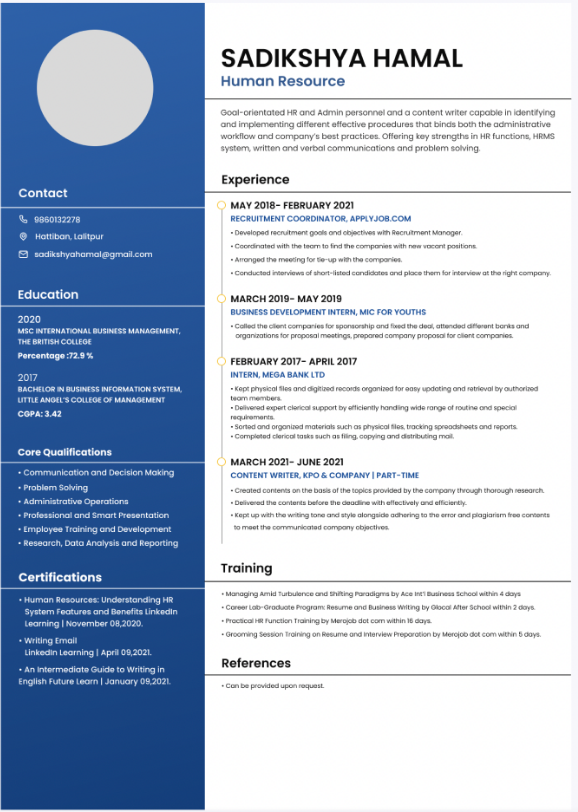 SADIKSHYA HAMAL
Human Resource
Goal-orientated HR and Admin personnel and a content writer capable in identifying
and implementing different effective procedures that binds both the administrative
workflow and company's best practices. Offering key strengths in HR functions, HRMS
system, written and verbal communications and problem solving.
Contact
9860132278
Hattiban, Lalitpur
sadikshyahamal@gmail.com
Education
2020
MSC INTERNATIONAL BUSINESS MANAGEMENT,
THE BRITISH COLLEGE
Percentage :72.9 %
2017
BACHELOR IN BUSINESS INFORMATION SYSTEM,
LITTLE ANGEL'S COLLEGE OF MANAGEMENT
CGPA: 3.42
Core Qualifications
• Communication and Decision Making
• Problem Solving
• Administrative Operations
• Professional and Smart Presentation
• Employee Training and Development
• Research, Data Analysis and Reporting
Certifications
• Human Resources: Understanding HR
System Features and Benefits LinkedIn
Learning | November 08,2020.
• Writing Email
LinkedIn Learning | April 09,2021.
• An Intermediate Guide to Writing in
English Future Learn | January 09,2021.
Experience
MAY 2018- FEBRUARY 2021
RECRUITMENT COORDINATOR, APPLYJOB.COM
• Developed recruitment goals and objectives with Recruitment Manager.
• Coordinated with the team to find the companies with new vacant positions.
• Arranged the meeting for tie-up with the companies.
• Conducted interviews of short-listed candidates and place them for interview at the right company.
MARCH 2019- MAY 2019
BUSINESS DEVELOPMENT INTERN, MIC FOR YOUTHS
• Called the client companies for sponsorship and fixed the deal, attended different banks and
organizations for proposal meetings, prepared company proposal for client companies.
FEBRUARY 2017- APRIL 2017
INTERN, MEGA BANK LTD
• Kept physical files and digitized records organized for easy updating and retrieval by authorized
team members.
• Delivered expert clerical support by efficiently handling wide range of routine and special
requirements.
• Sorted and organized materials such as physical files, tracking spreadsheets and reports.
• Completed clerical tasks such as filing, copying and distributing mail.
MARCH 2021- JUNE 2021
CONTENT WRITER, KPO & COMPANY | PART-TIME
• Created contents on the basis of the topics provided by the company through thorough research.
• Delivered the contents before the deadline with effectively and efficiently.
• Kept up with the writing tone and style alongside adhering to the error and plagiarism free contents
to meet the communicated company objectives.
Training
• Managing Amid Turbulence and Shifting Paradigms by Ace Int'l Business School within 4 days
• Career Lab-Graduate Program: Resume and Business Writing by Glocal After School within 2 days.
• Practical HR Function Training by Merojob dot com within 16 days.
• Grooming Session Training on Resume and Interview Preparation by Merojob dot com within 5 days.
References
• Can be provided upon request.